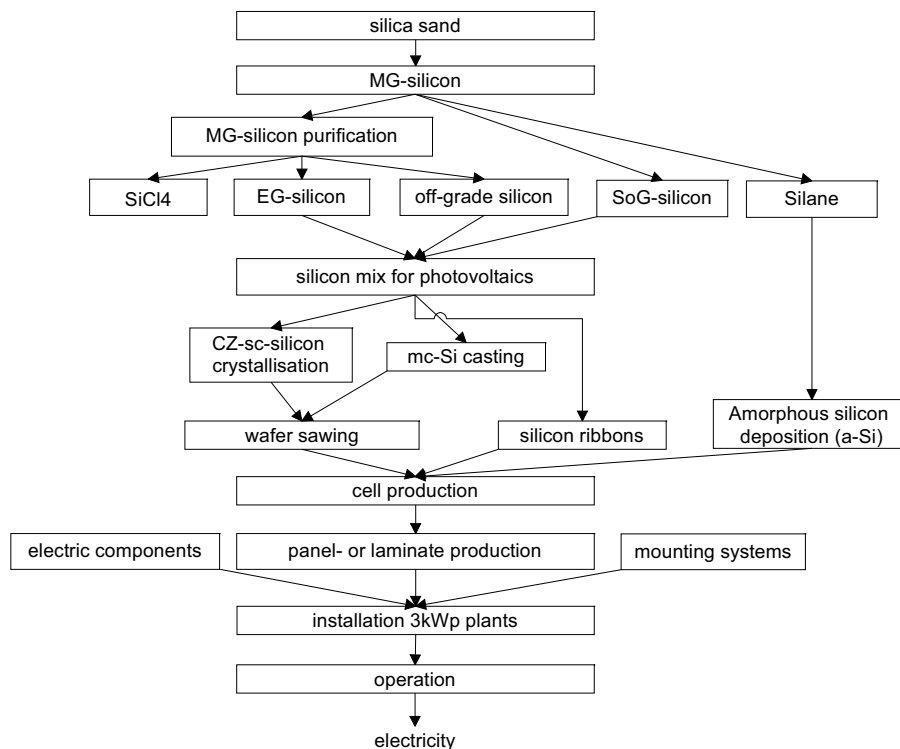 silica sand
MG-silicon
MG-silicon purification
SiCl4
EG-silicon
off-grade silicon
SoG-silicon
Silane
silicon mix for photovoltaics
CZ-sc-silicon
crystallisation
mc-Si casting
wafer sawing
silicon ribbons
Amorphous silicon
deposition (a-Si)
cell production
electric components
panel- or laminate production
mounting systems
installation 3kWp plants
operation
electricity